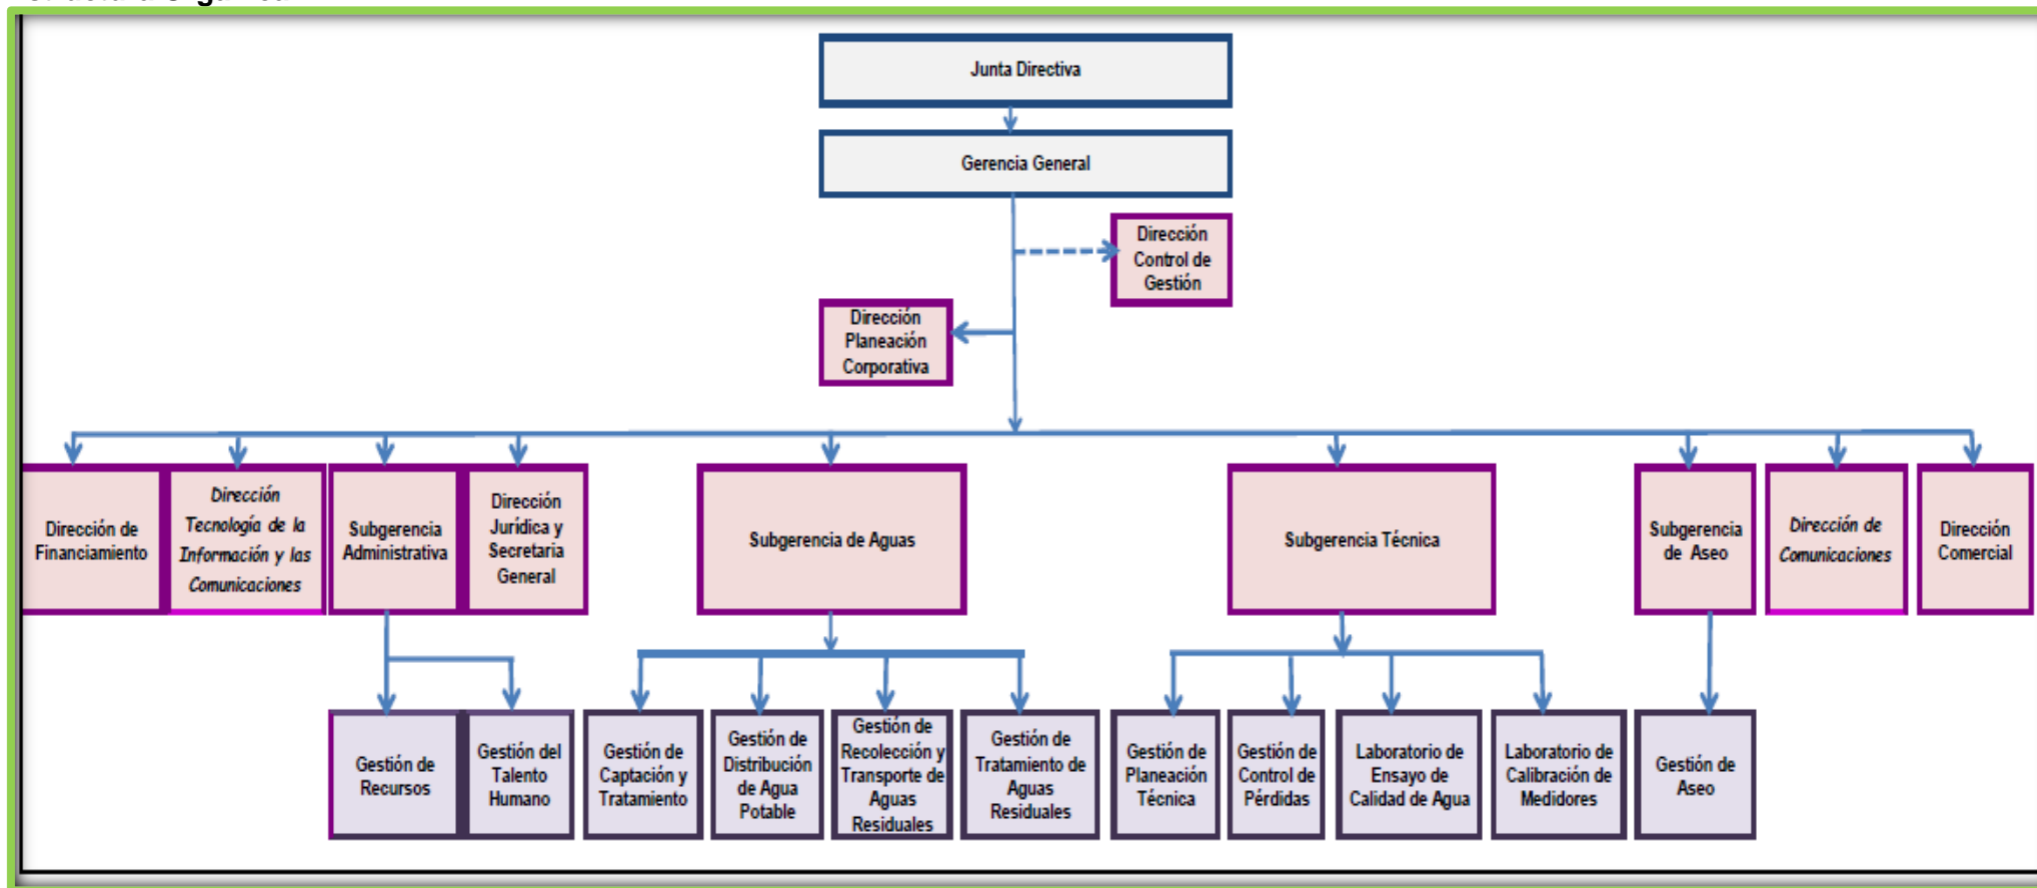 Junta Directiva
Gerencia General
Dirección
Control de
Gestión
Dirección
Planeación
Corporativa
Dirección de
Financiamiento
Dirección
Tecnología de la
Información y las
Comunicaciones
Subgerencia
Administrativa
Dirección
Jurídica y
Secretaria
General
Subgerencia de Aguas
Subgerencia Técnica
Subgerencia
de Aseo
Dirección de
Comunicaciones
Dirección
Comercial
Gestión de
Recursos
Gestión del
Talento
Humano
Gestión de
Captación y
Tratamiento
Gestión de
Distribución
de Agua
Potable
Gestión de
Recolección y
Transporte de
Aguas
Residuales
Gestión de
Tratamiento de
Aguas
Residuales
Gestión de
Planeación
Técnica
Gestión de
Control de
Pérdidas
Laboratorio de
Ensayo de
Calidad de Agua
Laboratorio de
Calibración de
Medidores
Gestión de
Aseo